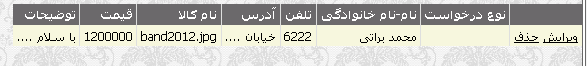 نوع درخواست نام-نام خانوادگی تلفن آدرس نام کالا قیمت توضیحات
ویرایش حذف محمد براتی 6222 خیابان .... band2012.jpg 1200000 با سلام ....